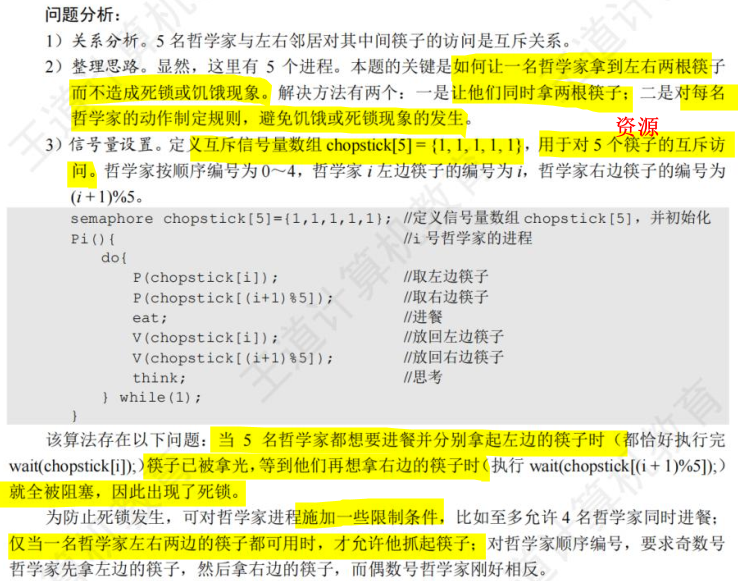 问题分析：
1）关系分析。5 名哲学家与左右邻居对其中间筷子的访问是互斥关系。
2）整理思路。显然，这里有 5 个进程。本题的关键是如何让一名哲学家拿到左右两根筷子
而不造成死锁或饥饿现象。解决方法有两个：一是让他们同时拿两根筷子；二是对每名
哲学家的动作制定规则，避免饥饿或死锁现象的发生。
资源
3）信号量设置。定义互斥信号量数组 chopstick[5] = {1, 1, 1, 1, 1}，用于对 5 个筷子的互斥访
问。哲学家按顺序编号为 0～4，哲学家 i 左边筷子的编号为 i，哲学家右边筷子的编号为
(i + 1)%5。
semaphore chopstick[5]={1,1,1,1,1}; //定义信号量数组 chopstick[5]，并初始化
Pi(){ //i 号哲学家的进程
do{
P(chopstick[i]); //取左边筷子
P(chopstick[(i+1)%5]); //取右边筷子
eat; //进餐
V(chopstick[i]); //放回左边筷子
V(chopstick[(i+1)%5]); //放回右边筷子
think; //思考
} while(1);
}
该算法存在以下问题：当 5 名哲学家都想要进餐并分别拿起左边的筷子时（都恰好执行完
wait(chopstick[i]);）筷子已被拿光，等到他们再想拿右边的筷子时（执行 wait(chopstick[(i + 1)%5]);）
就全被阻塞，因此出现了死锁。
为防止死锁发生，可对哲学家进程施加一些限制条件，比如至多允许 4 名哲学家同时进餐；
仅当一名哲学家左右两边的筷子都可用时，才允许他抓起筷子；对哲学家顺序编号，要求奇数号
哲学家先拿左边的筷子，然后拿右边的筷子，而偶数号哲学家刚好相反。
王道计算机教育